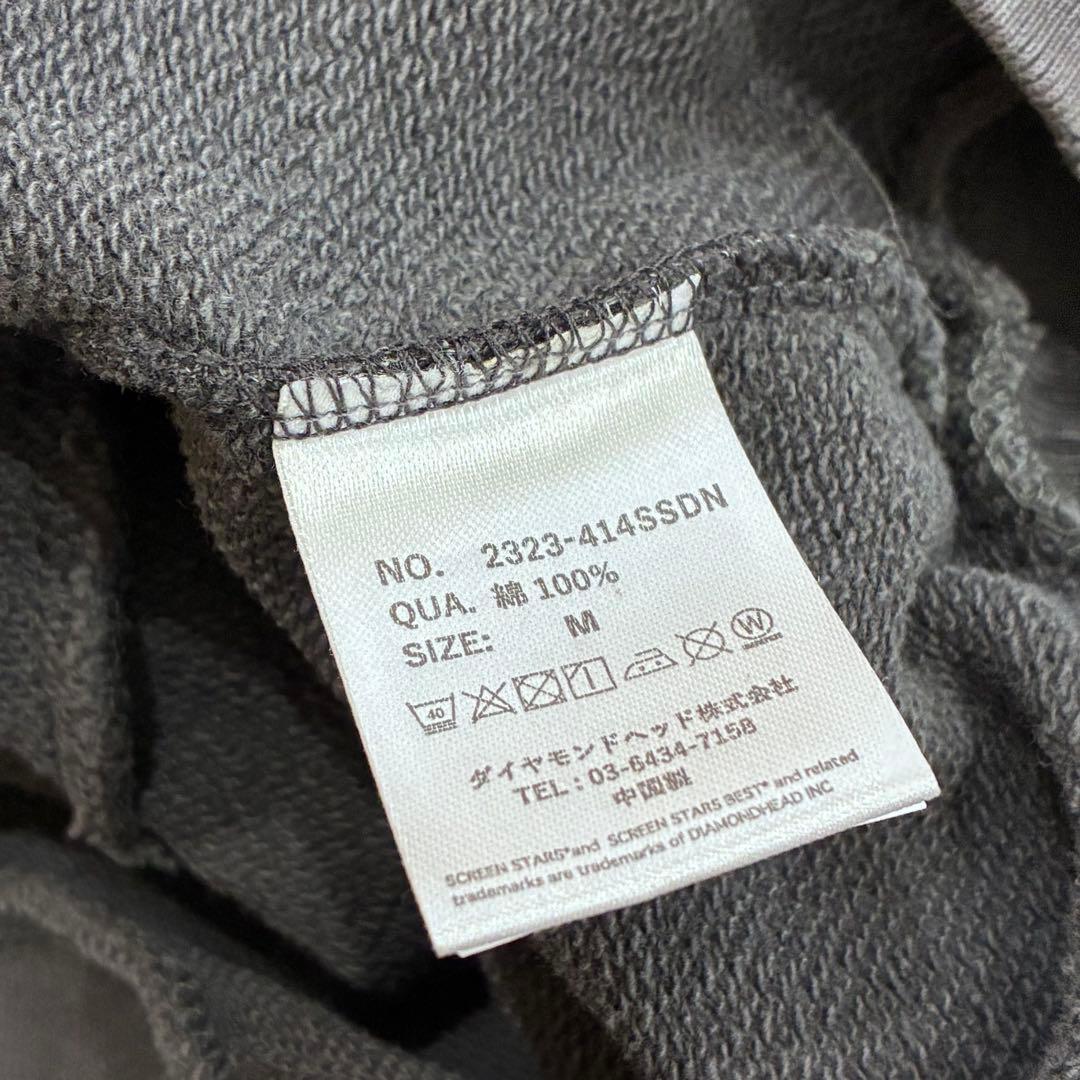 NO. 2323-414SSDN
QUA. 綿 100%
SIZE: M
40 W
ダイヤモンドヘッド株式会社
TEL : 03-6434-7158
中国製
SCREEN STARS® and SCREEN STARS BEST® and related
trademarks are trademarks of DIAMONDHEAD INC